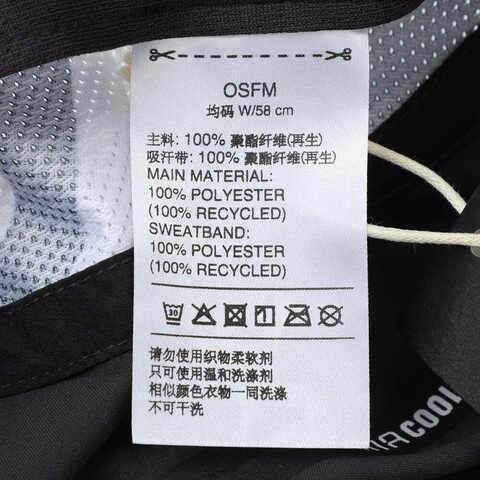 OSFM
均码 W/58 cm
主料: 100% 聚酯纤维(再生)
吸汗带: 100% 聚酯纤维(再生)
MAIN MATERIAL:
100% POLYESTER
(100% RECYCLED)
SWEATBAND:
100% POLYESTER
(100% RECYCLED)
30
请勿使用织物柔软剂
只可使用温和洗涤剂
相似颜色衣物一同洗涤
不可干洗
COOL